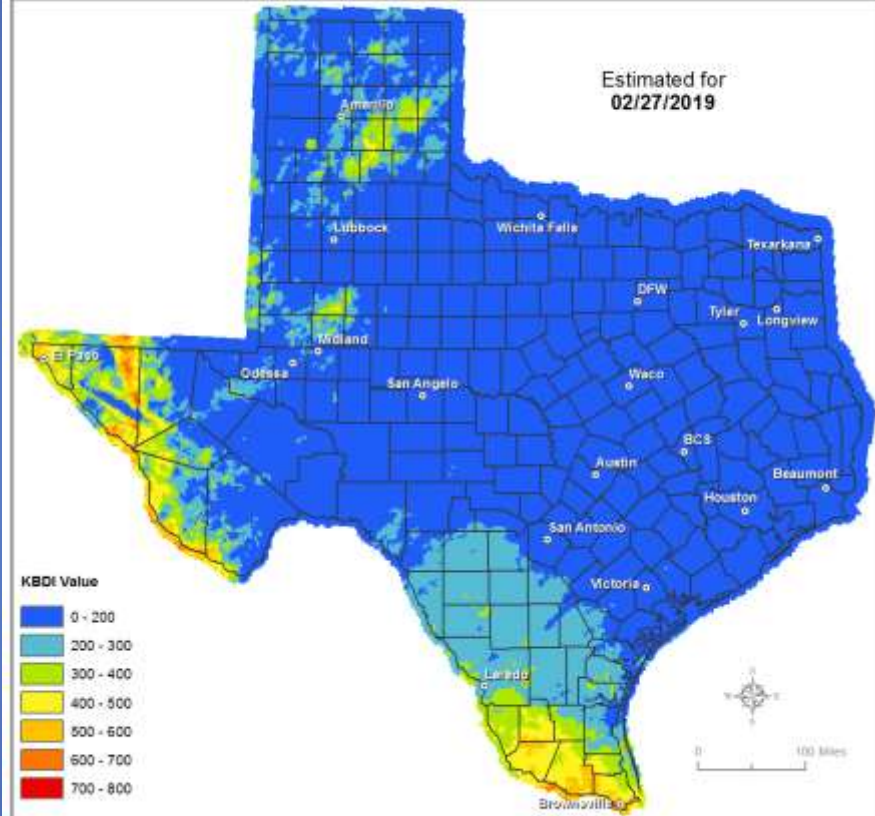 Estimated for
02/27/2019
Amarillo
Lubbock
Wichita Falls
Texarkana
DFW
Tyler
Longview
Midland
El Paso
Odessa
San Angelo
Waco
BCS
Austin
Beaumont
Houston
San Antonio
Victoria
Laredo
Brownsville
KBDI Value
0 - 200
200 - 300
300 - 400
400 - 500
500 - 600
600 - 700
700 - 800
0 100 Miles